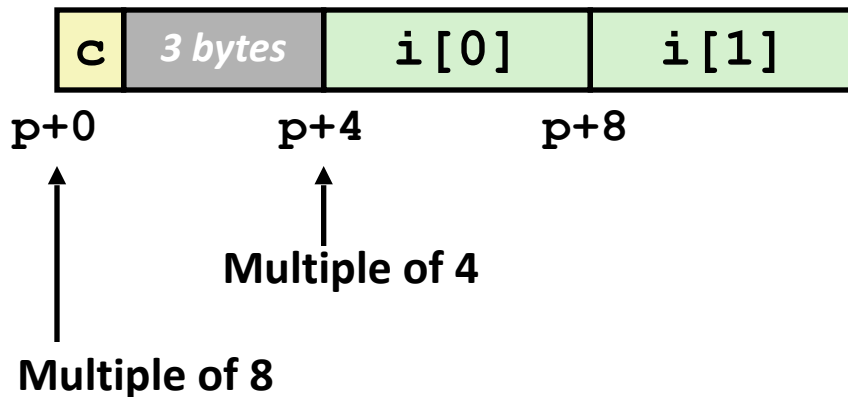 c 3 bytes i[0] i[1]
p+0 p+4 p+8
Multiple of 4
Multiple of 8